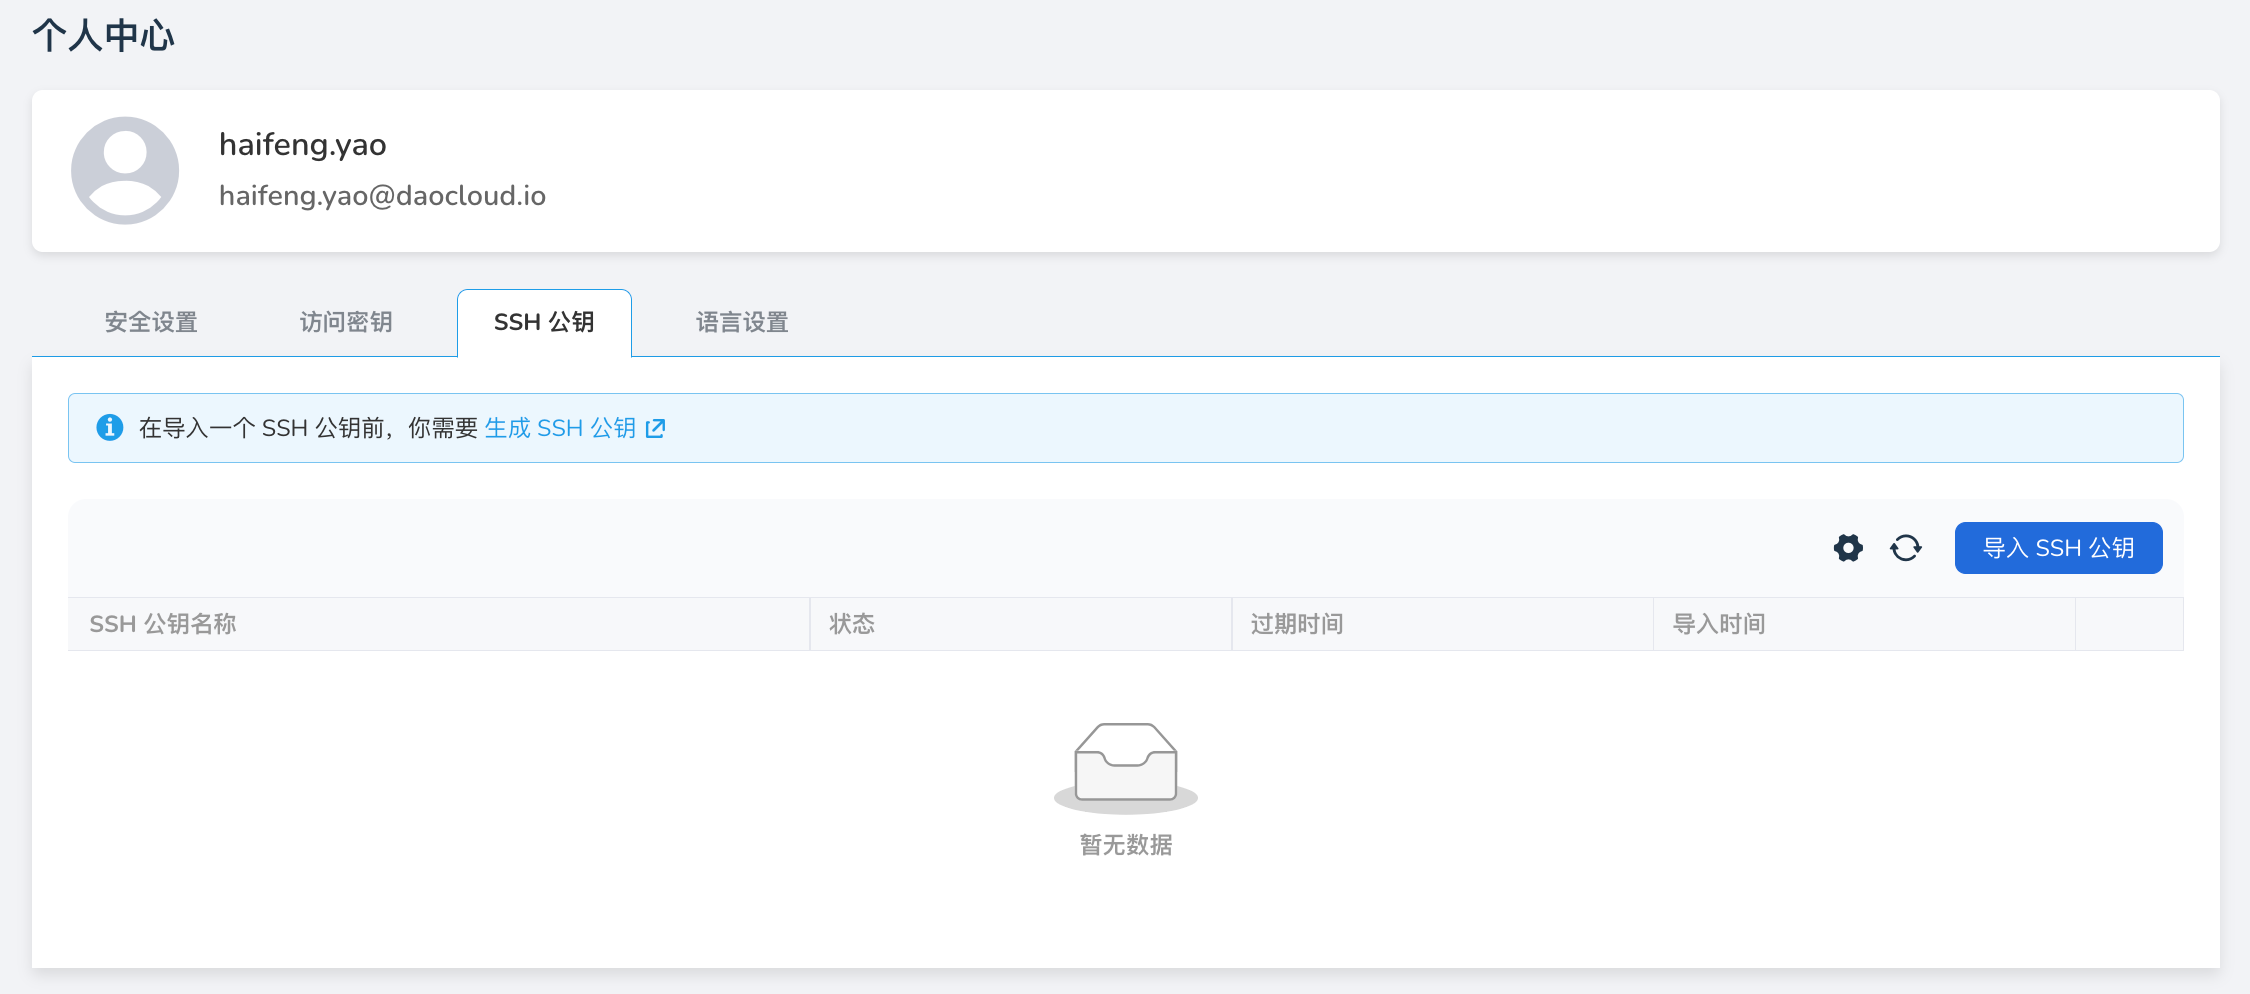 个人中心
haifeng.yao
haifeng.yao@daocloud.io
安全设置 访问密钥 SSH 公钥 语言设置
在导入一个 SSH 公钥前，你需要 生成 SSH 公钥
导入 SSH 公钥
SSH 公钥名称 状态 过期时间 导入时间
暂无数据